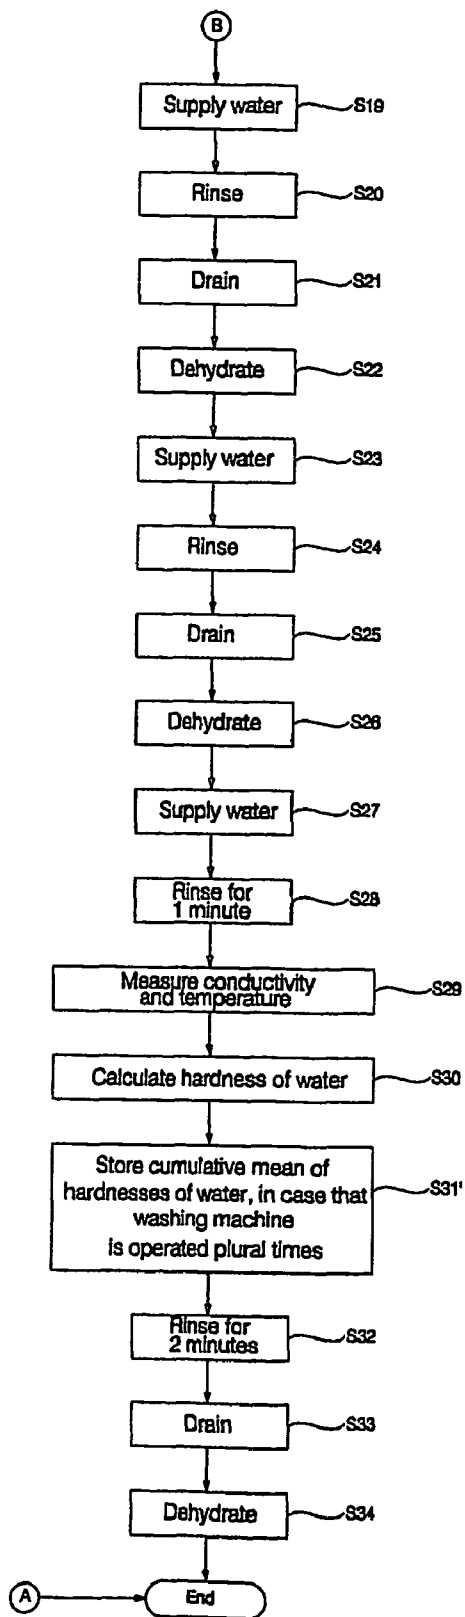 B
Supply water S19
Rinse S20
Drain S21
Dehydrate S22
Supply water S23
Rinse S24
Drain S25
Dehydrate S26
Supply water S27
Rinse for
1 minute S28
Measure conductivity
and temperature S29
Calculate hardness of water S30
Store cumulative mean of
hardnesses of water, in case that
washing machine
is operated plural times S31'
Rinse for
2 minutes S32
Drain S33
Dehydrate S34
A End